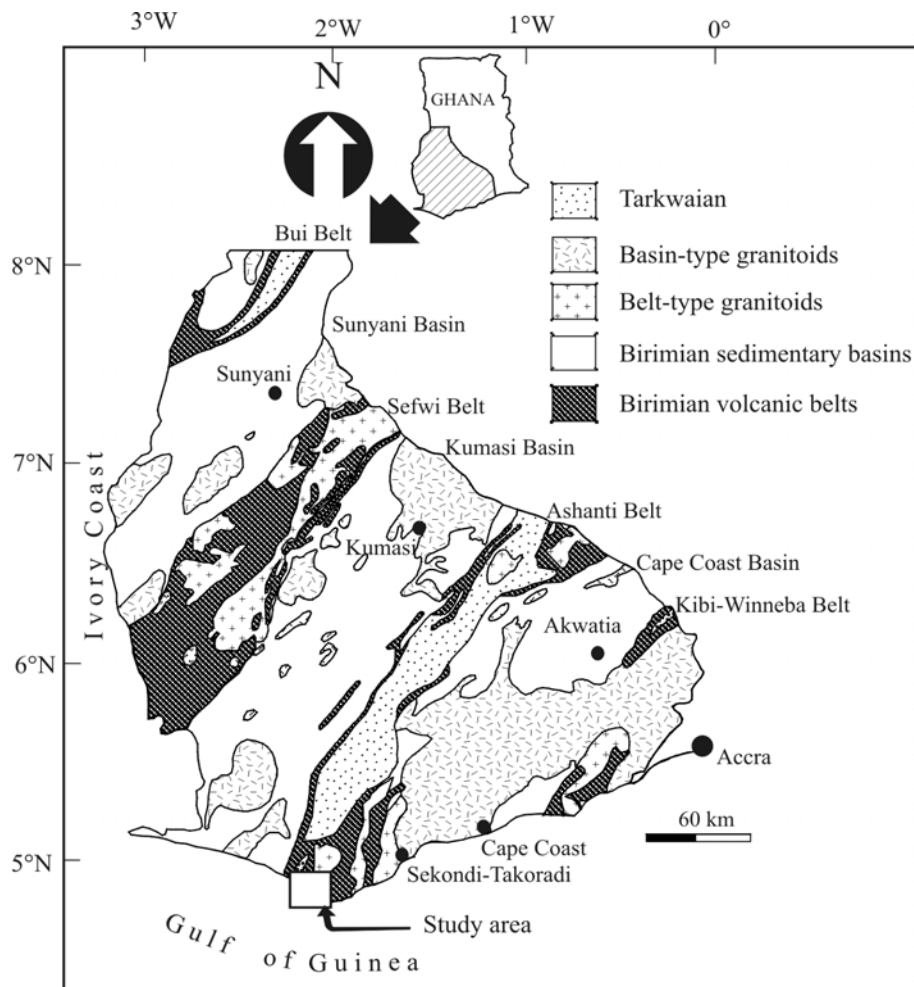 3°W
2°W
1°W
0°
N
GHANA
Tarkwaian
Basin-type granitoids
Belt-type granitoids
Birimian sedimentary basins
Birimian volcanic belts
Bui Belt
8°N
Sunyani Basin
Sunyani
Sefwi Belt
7°N
Kumasi Basin
Ashanti Belt
Kumasi
Cape Coast Basin
Kibi-Winneba Belt
Ivory Coast
Akwatia
6°N
Accra
60 km
5°N
Cape Coast
Sekondi-Takoradi
Study area
Gulf of Guinea